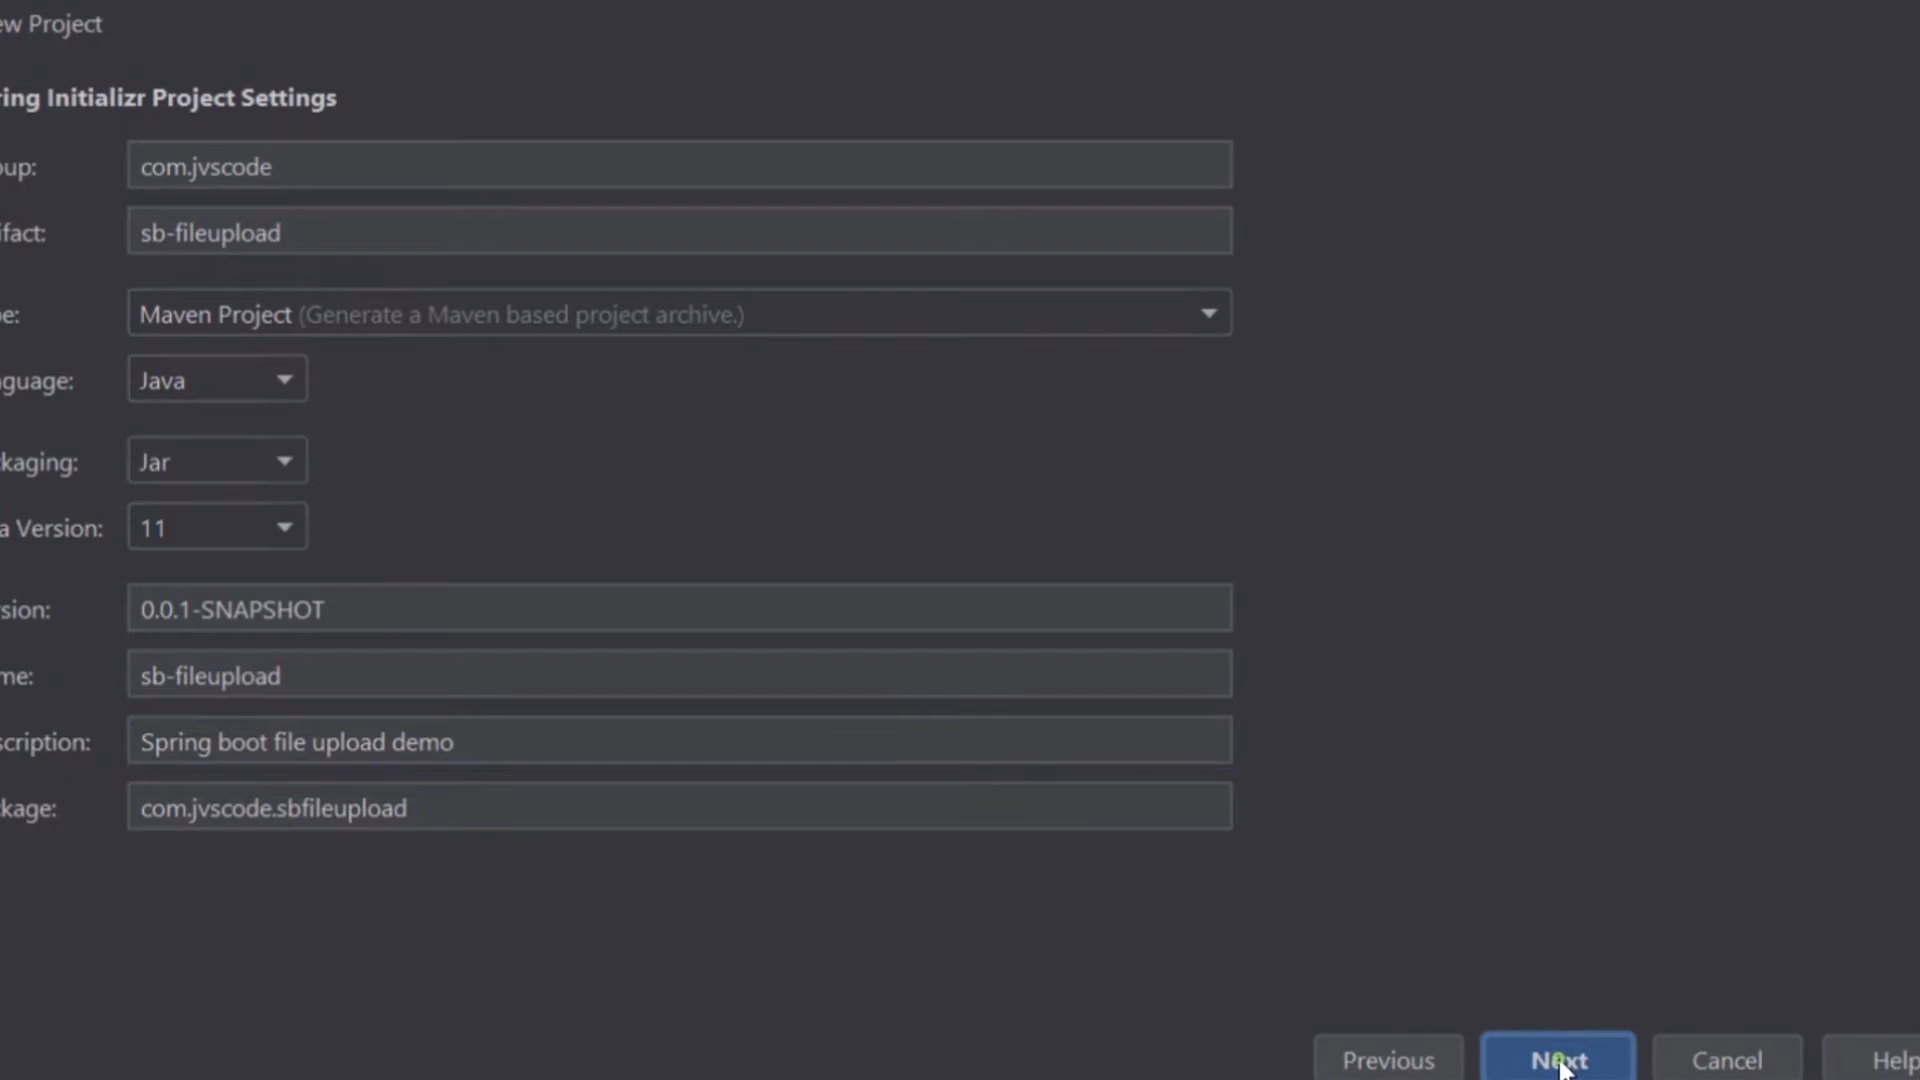 ew Project
ring Initializr Project Settings
oup: com.jvscode
ifact: sb-fileupload
e: Maven Project (Generate a Maven based project archive.)
guage: Java
kaging: Jar
a Version: 11
sion: 0.0.1-SNAPSHOT
me: sb-fileupload
scription: Spring boot file upload demo
kage: com.jvscode.sbfileupload
Previous Next Cancel Help